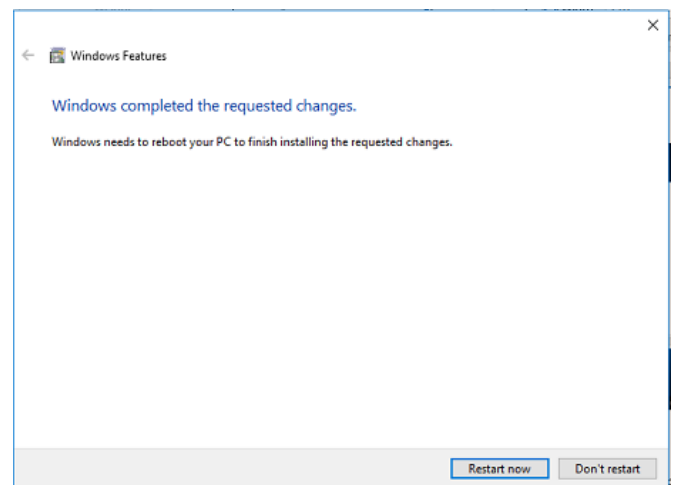 Windows Features
Windows completed the requested changes.
Windows needs to reboot your PC to finish installing the requested changes.
Restart now Don't restart